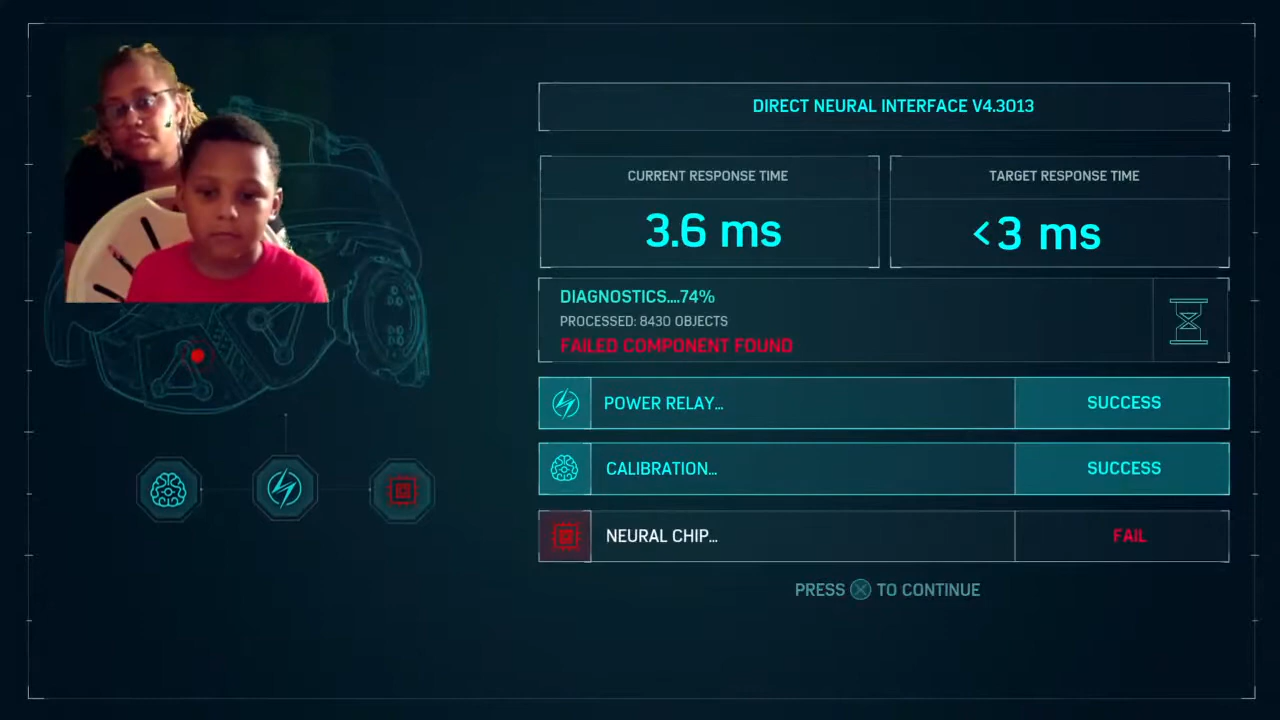 DIRECT NEURAL INTERFACE V4.3013
CURRENT RESPONSE TIME
3.6 ms
TARGET RESPONSE TIME
<3 ms
DIAGNOSTICS....74%
PROCESSED: 8430 OBJECTS
FAILED COMPONENT FOUND
POWER RELAY... SUCCESS
CALIBRATION... SUCCESS
NEURAL CHIP... FAIL
PRESS ⓧ TO CONTINUE